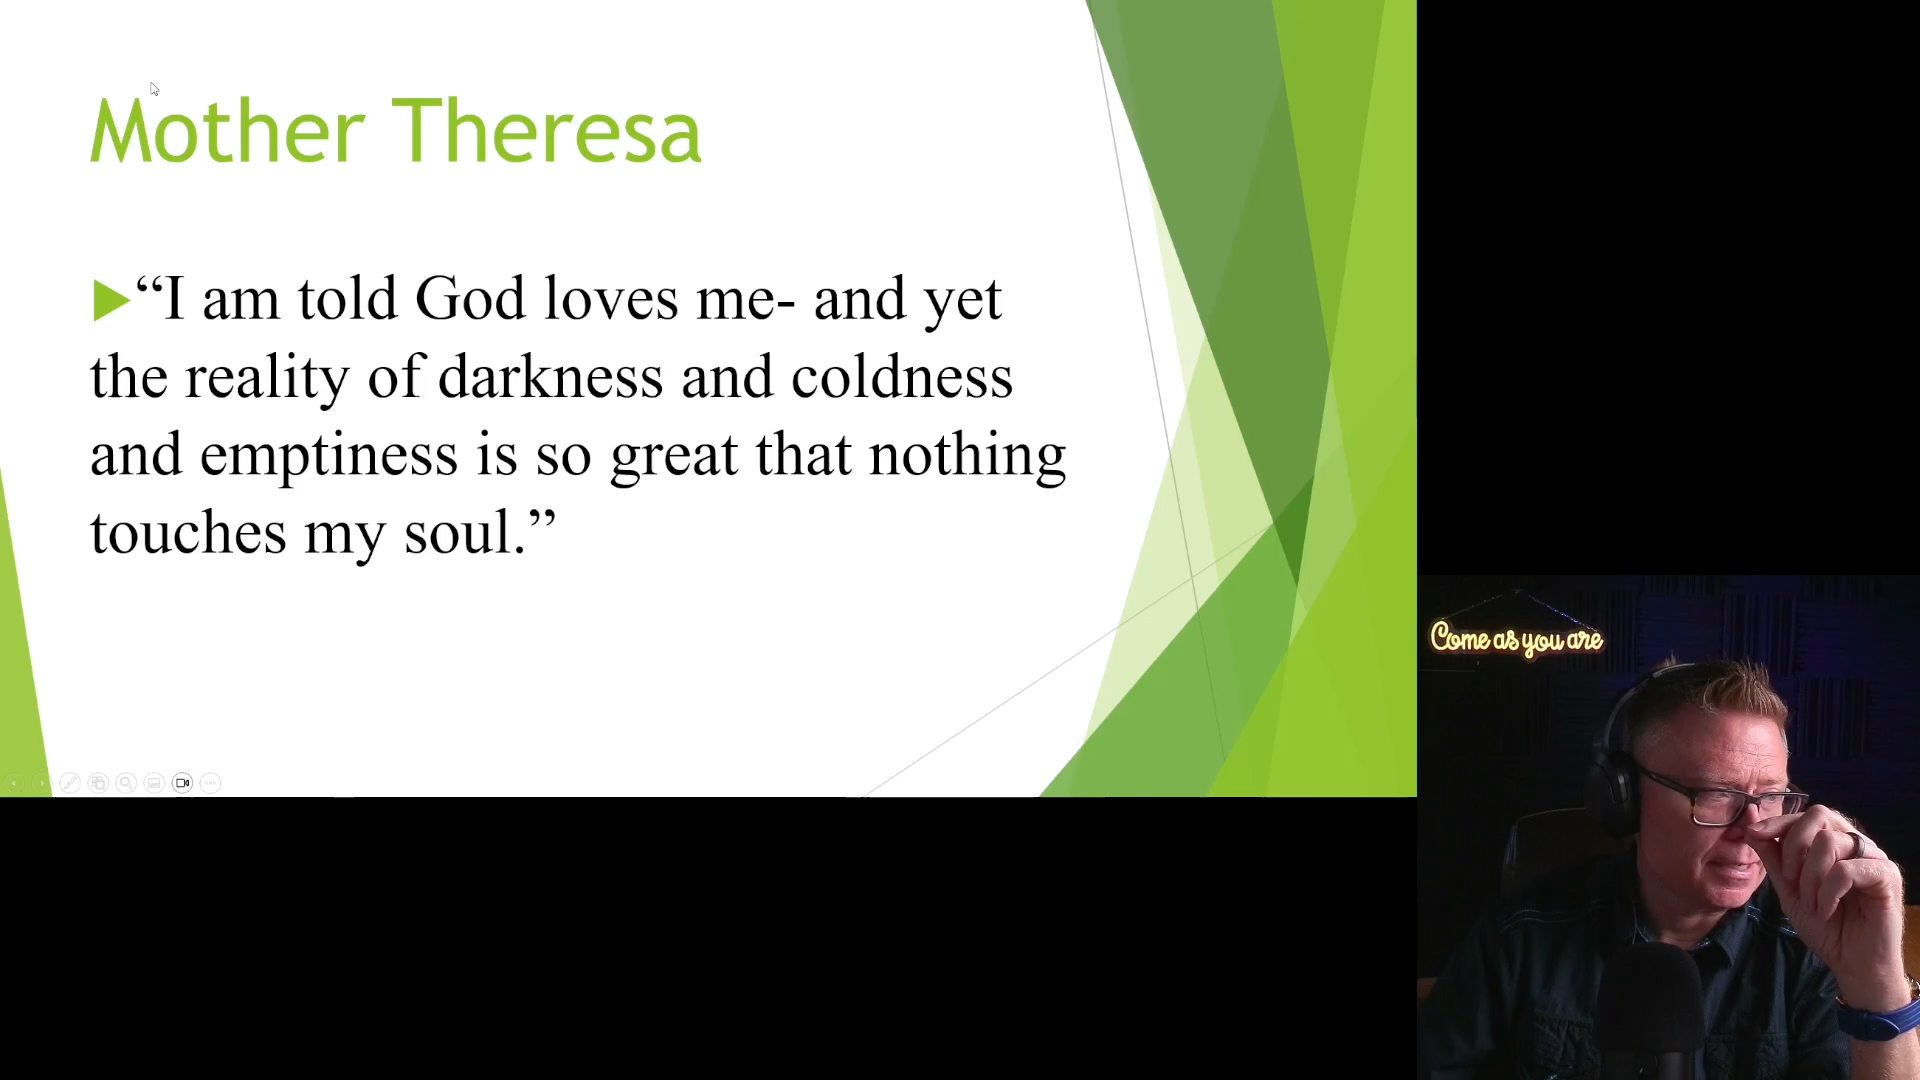 Mother Theresa
“I am told God loves me- and yet
the reality of darkness and coldness
and emptiness is so great that nothing
touches my soul.”
Come as you are